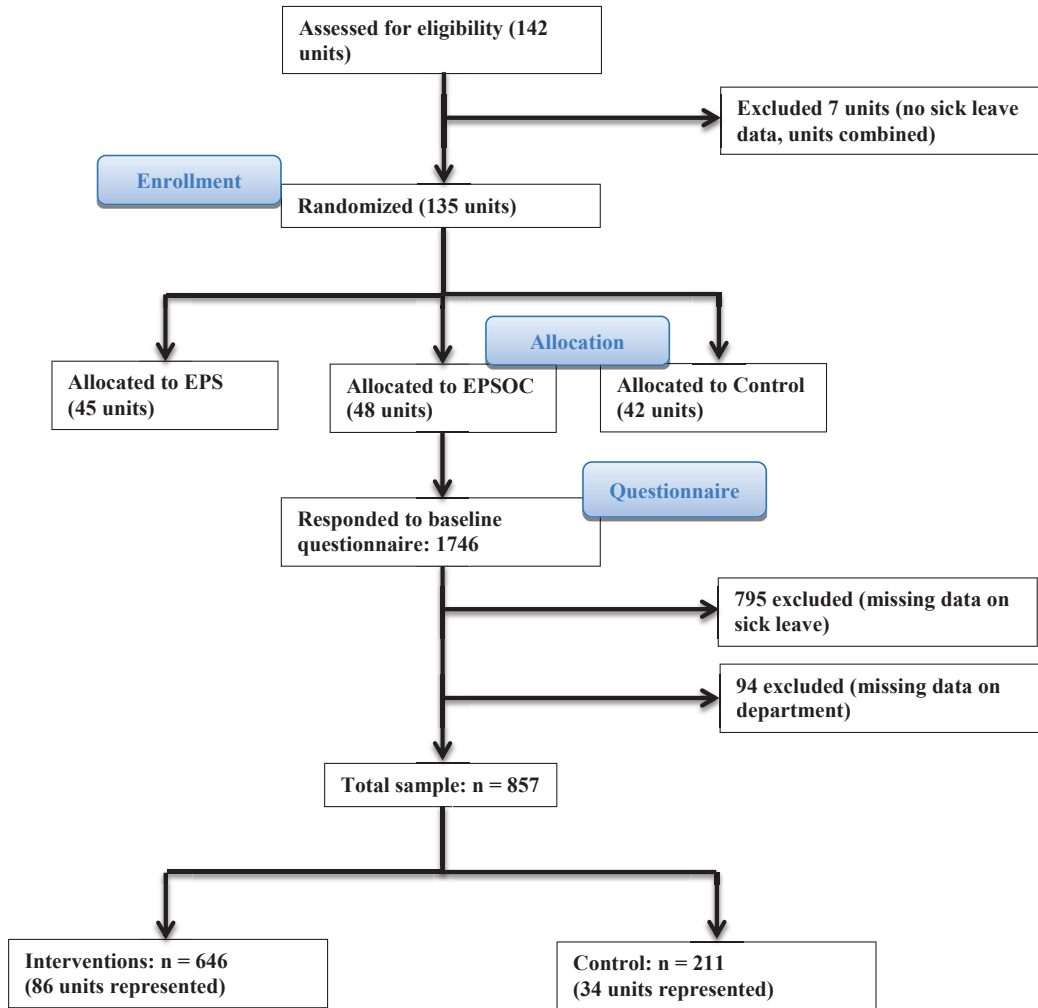 Assessed for eligibility (142
units)
Excluded 7 units (no sick leave
data, units combined)
Enrollment
Randomized (135 units)
Allocation
Allocated to EPS
(45 units)
Allocated to EPSOC
(48 units)
Allocated to Control
(42 units)
Questionnaire
Responded to baseline
questionnaire: 1746
795 excluded (missing data on
sick leave)
94 excluded (missing data on
department)
Total sample: n = 857
Interventions: n = 646
(86 units represented)
Control: n = 211
(34 units represented)